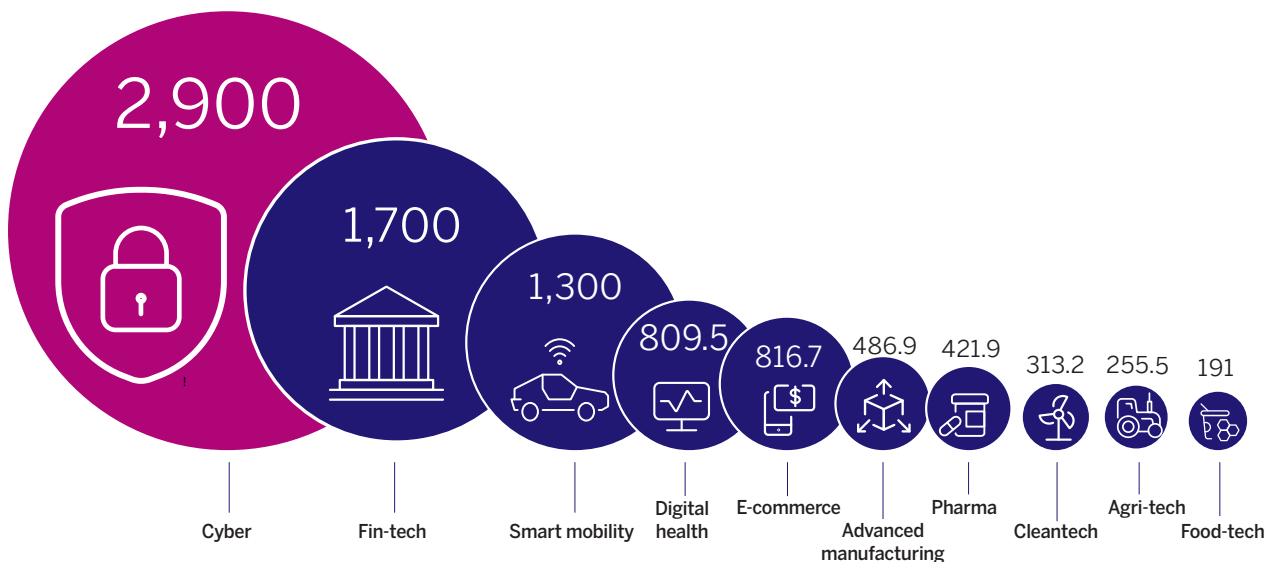 2,900
1,700
1,300
809.5
816.7
486.9
421.9
313.2
255.5
191
$
!
Cyber
Fin-tech
Smart mobility
Digital
health
E-commerce
Advanced
manufacturing
Pharma
Cleantech
Agri-tech
Food-tech